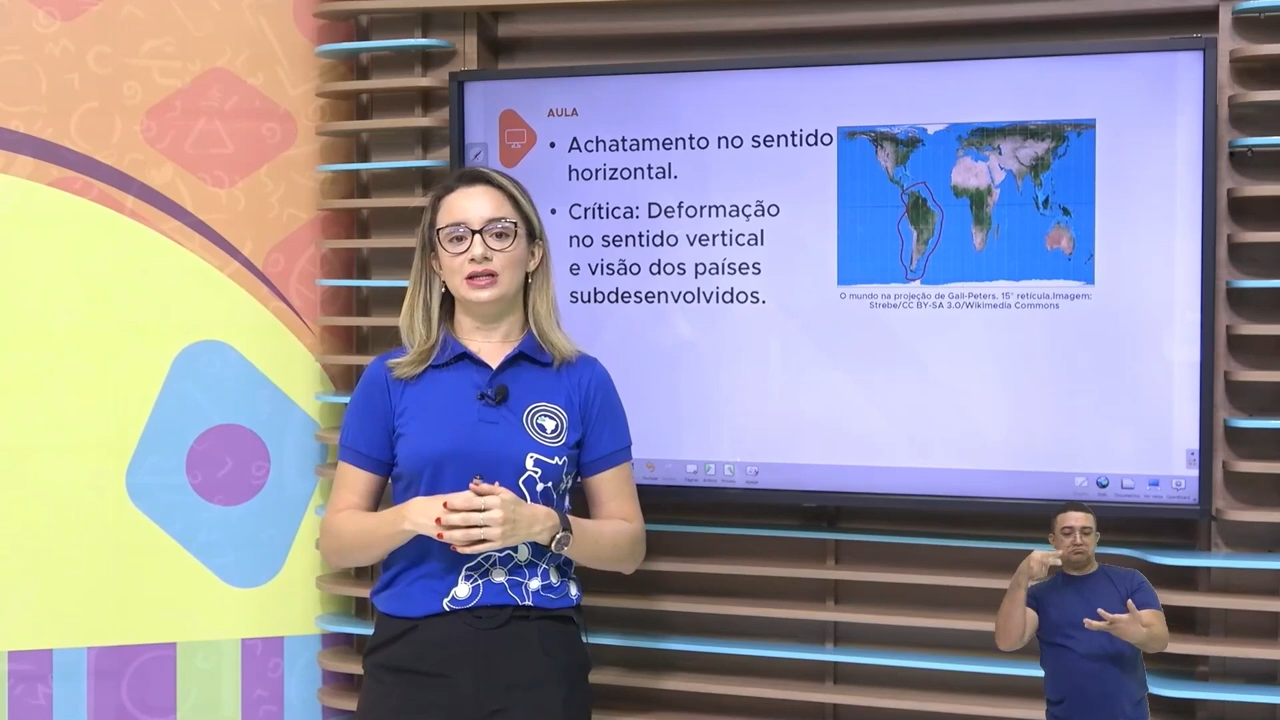 AULA
• Achatamento no sentido
horizontal.
• Crítica: Deformação
no sentido vertical
e visão dos países
subdesenvolvidos.
O mundo na projeção de Gall-Peters, 15° retícula.Imagem:
Strebe/CC BY-SA 3.0/Wikimedia Commons